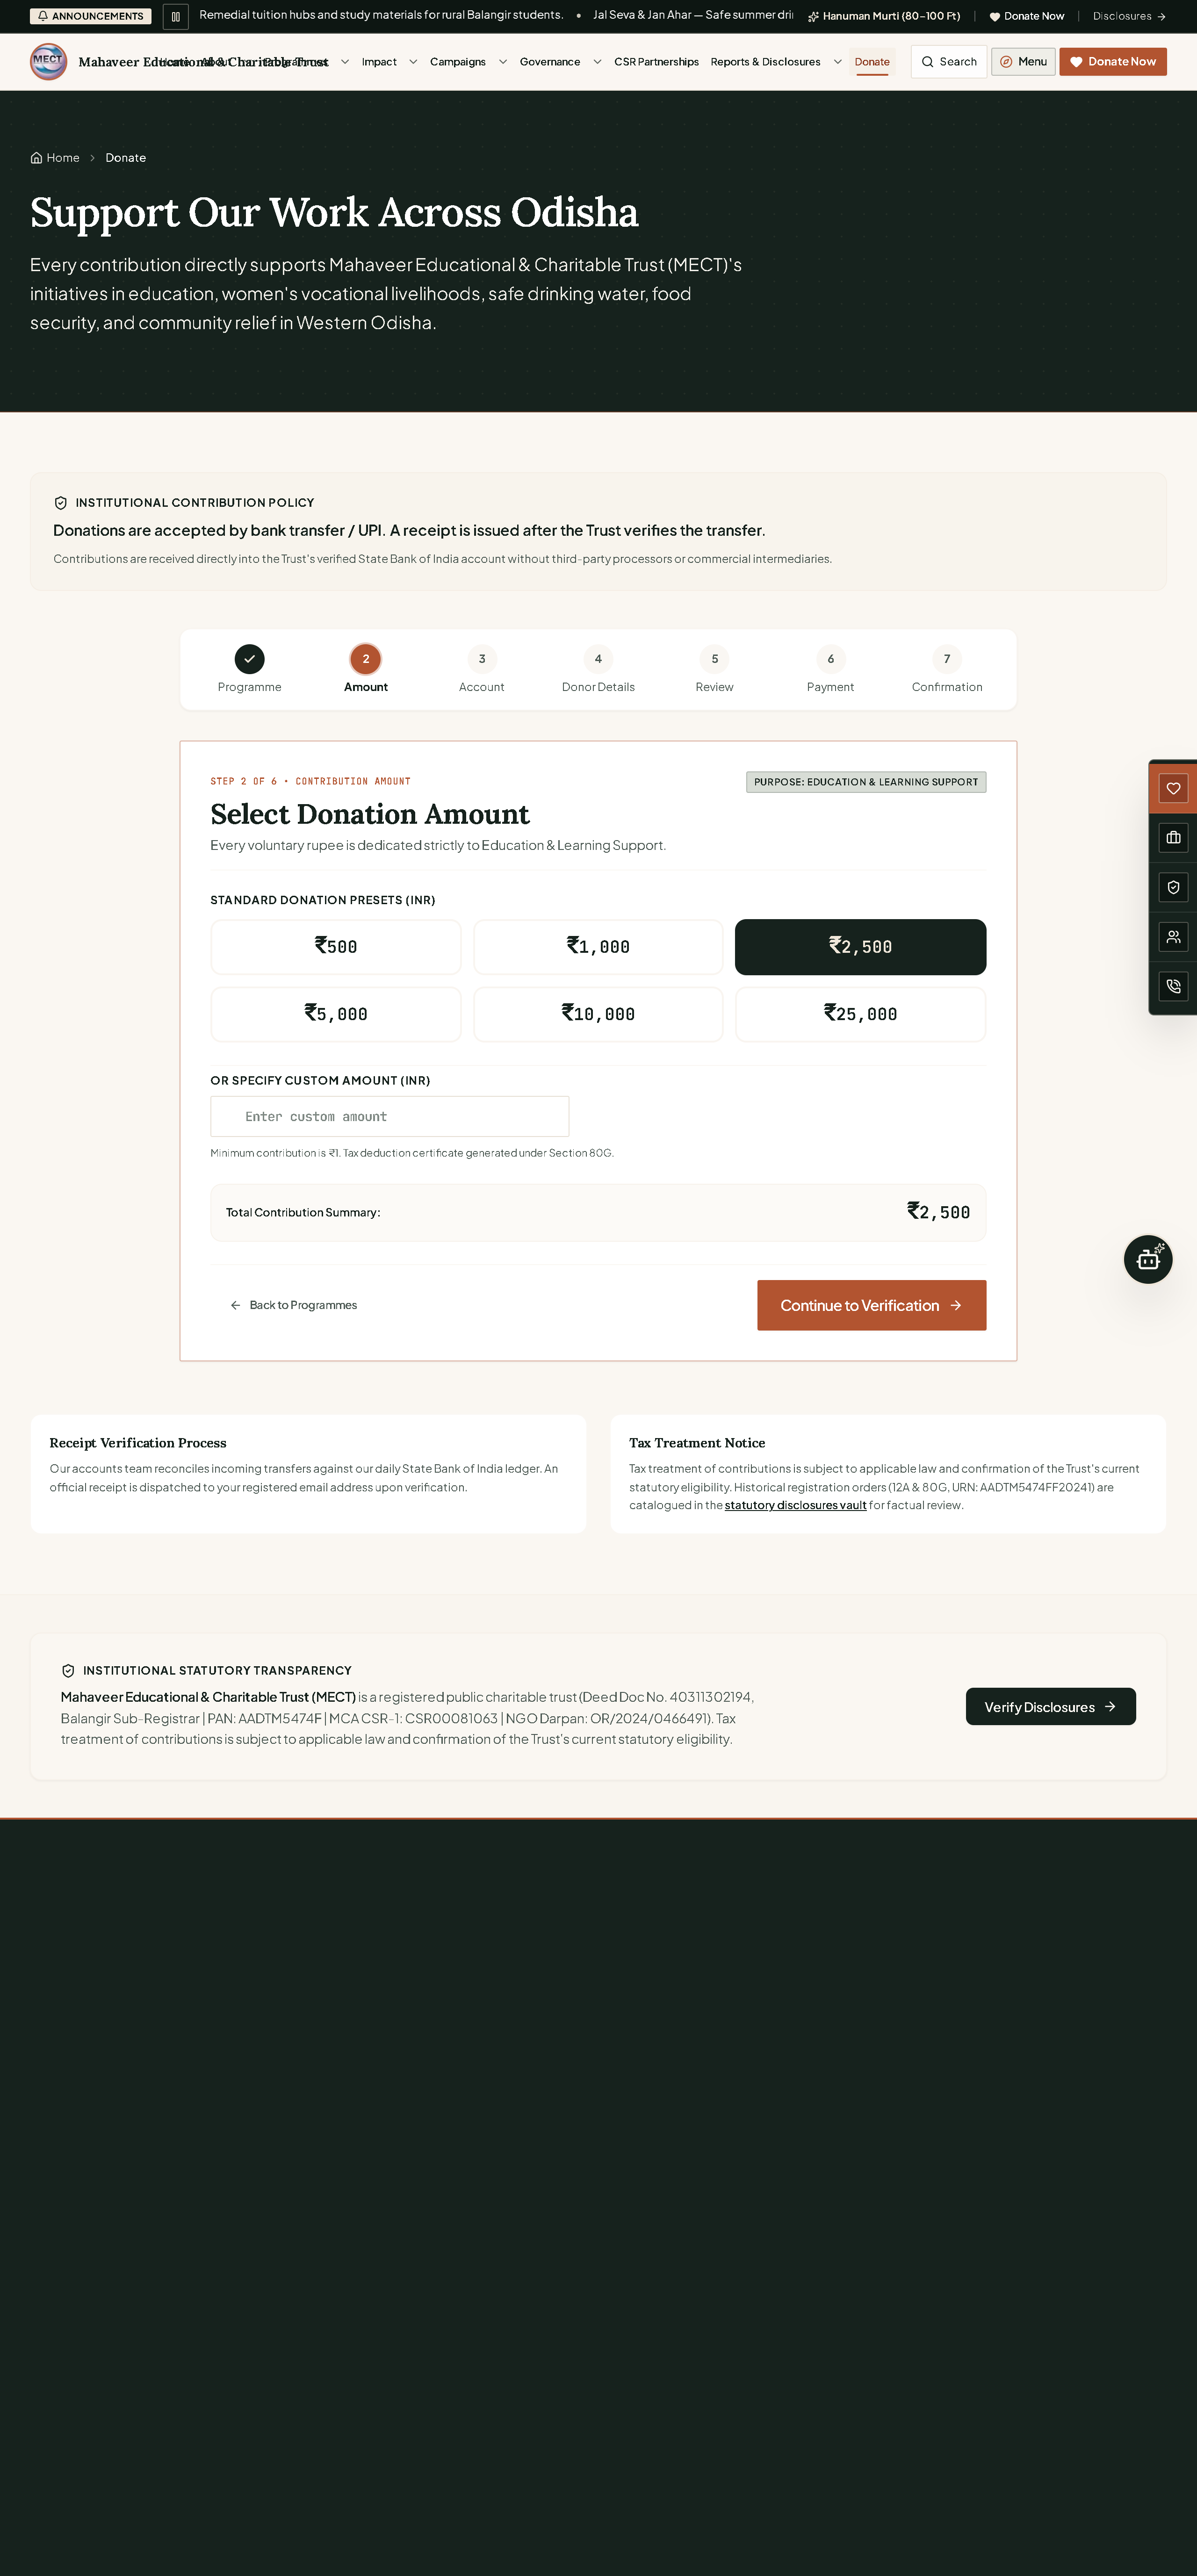 ANNOUNCEMENTS
Remedial tuition hubs and study materials for rural Balangir students. • Jal Seva & Jan Ahar — Safe summer dri
Hanuman Murti (80–100 Ft) | Donate Now | Disclosures →
MECT
Mahaveer Educational & Charitable Trust
Home About Programmes Impact Campaigns Governance CSR Partnerships Reports & Disclosures Donate
Search
Menu
Donate Now
Home > Donate
Support Our Work Across Odisha
Every contribution directly supports Mahaveer Educational & Charitable Trust (MECT)'s
initiatives in education, women's vocational livelihoods, safe drinking water, food
security, and community relief in Western Odisha.
INSTITUTIONAL CONTRIBUTION POLICY
Donations are accepted by bank transfer / UPI. A receipt is issued after the Trust verifies the transfer.
Contributions are received directly into the Trust's verified State Bank of India account without third-party processors or commercial intermediaries.
2 3 4 5 6 7
Programme Amount Account Donor Details Review Payment Confirmation
STEP 2 OF 6 • CONTRIBUTION AMOUNT
PURPOSE: EDUCATION & LEARNING SUPPORT
Select Donation Amount
Every voluntary rupee is dedicated strictly to Education & Learning Support.
STANDARD DONATION PRESETS (INR)
₹500 ₹1,000 ₹2,500
₹5,000 ₹10,000 ₹25,000
OR SPECIFY CUSTOM AMOUNT (INR)
Enter custom amount
Minimum contribution is ₹1. Tax deduction certificate generated under Section 80G.
Total Contribution Summary: ₹2,500
← Back to Programmes
Continue to Verification →
Receipt Verification Process
Our accounts team reconciles incoming transfers against our daily State Bank of India ledger. An
official receipt is dispatched to your registered email address upon verification.
Tax Treatment Notice
Tax treatment of contributions is subject to applicable law and confirmation of the Trust's current
statutory eligibility. Historical registration orders (12A & 80G, URN: AADTM5474FF20241) are
catalogued in the statutory disclosures vault for factual review.
INSTITUTIONAL STATUTORY TRANSPARENCY
Mahaveer Educational & Charitable Trust (MECT) is a registered public charitable trust (Deed Doc No. 40311302194,
Balangir Sub-Registrar | PAN: AADTM5474F | MCA CSR-1: CSR00081063 | NGO Darpan: OR/2024/0466491). Tax
treatment of contributions is subject to applicable law and confirmation of the Trust's current statutory eligibility.
Verify Disclosures →